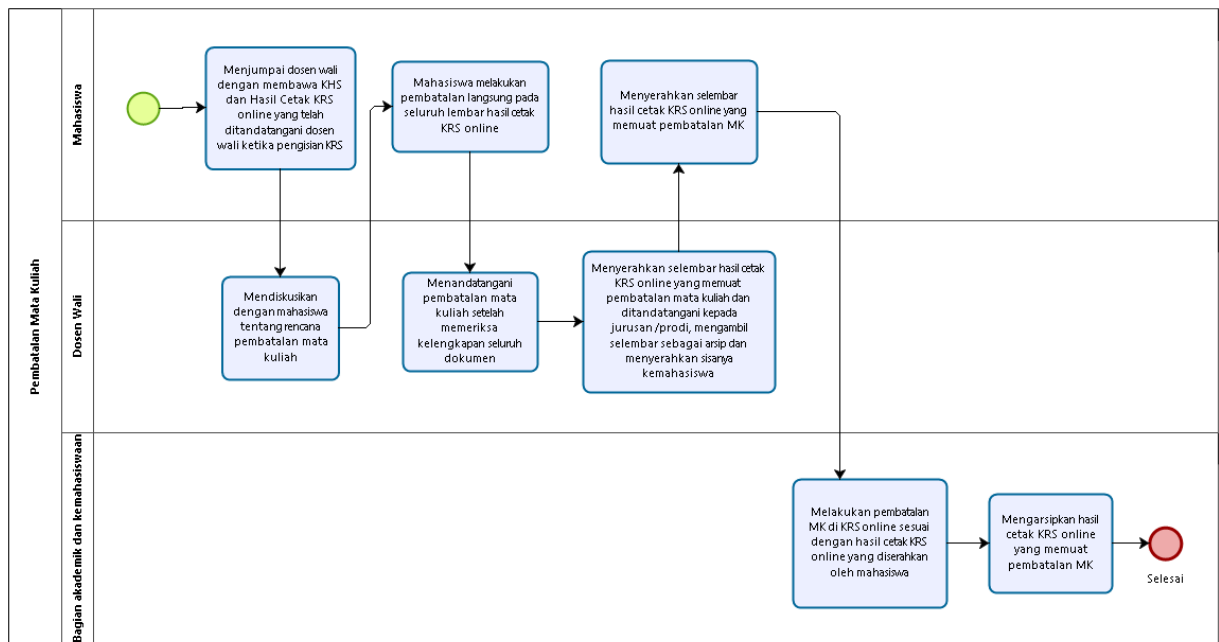 Pembatalan Mata Kuliah
Mahasiswa
Menjumpai dosen wali
dengan membawa KHS
dan Hasil Cetak KRS
online yang telah
ditandatangani dosen
wali ketika pengisian KRS
Mahasiswa melakukan
pembatalan langsung pada
seluruh lembar hasil cetak
KRS online
Menyerahkan selembar
hasil cetak KRS online yang
memuat pembatalan MK
Dosen Wali
Mendiskusikan
dengan mahasiswa
tentang rencana
pembatalan mata
kuliah
Menandatangani
pembatalan mata
kuliah setelah
memeriksa
kelengkapan seluruh
dokumen
Menyerahkan selembar hasil cetak
KRS online yang memuat
pembatalan mata kuliah dan
ditandatangani kepada
jurusan /prodi, mengambil
selembar sebagai arsip dan
menyerahkan sisanya
kemahasiswa
Bagian akademik dan kemahasiswaan
Melakukan pembatalan
MK di KRS online sesuai
dengan hasil cetak KRS
online yang diserahkan
oleh mahasiswa
Mengarsipkan hasil
cetak KRS online
yang memuat
pembatalan MK
Selesai